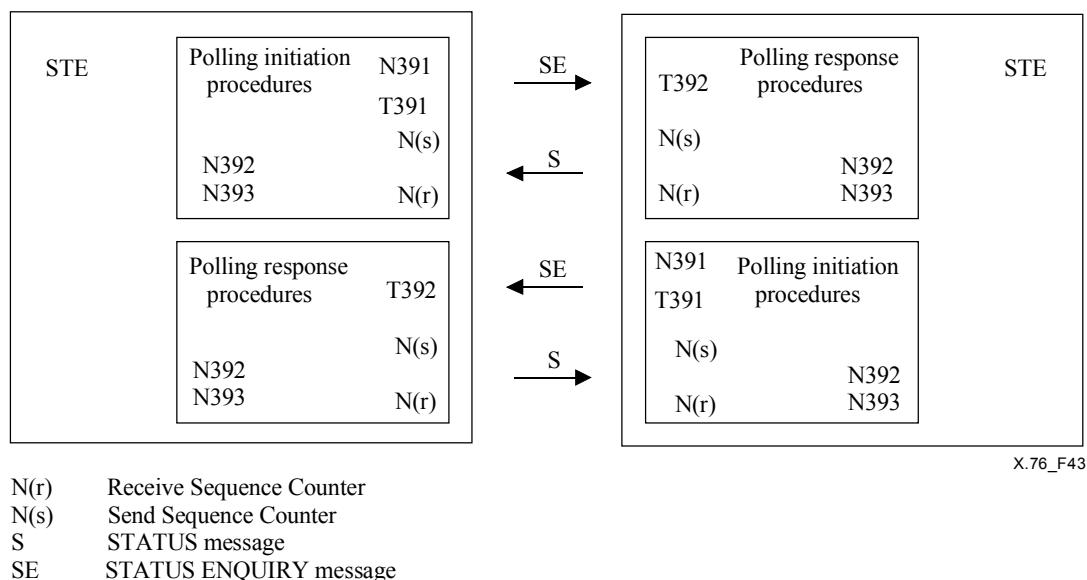 STE
Polling initiation
procedures
N391
T391
N(s)
N392
N393
N(r)
SE
S
T392
Polling response
procedures
N(s)
N(r)
N392
N393
STE
Polling response
procedures
T392
N(s)
N392
N393
N(r)
SE
S
N391
T391
Polling initiation
procedures
N(s)
N(r)
N392
N393
X.76_F43
N(r) Receive Sequence Counter
N(s) Send Sequence Counter
S STATUS message
SE STATUS ENQUIRY message